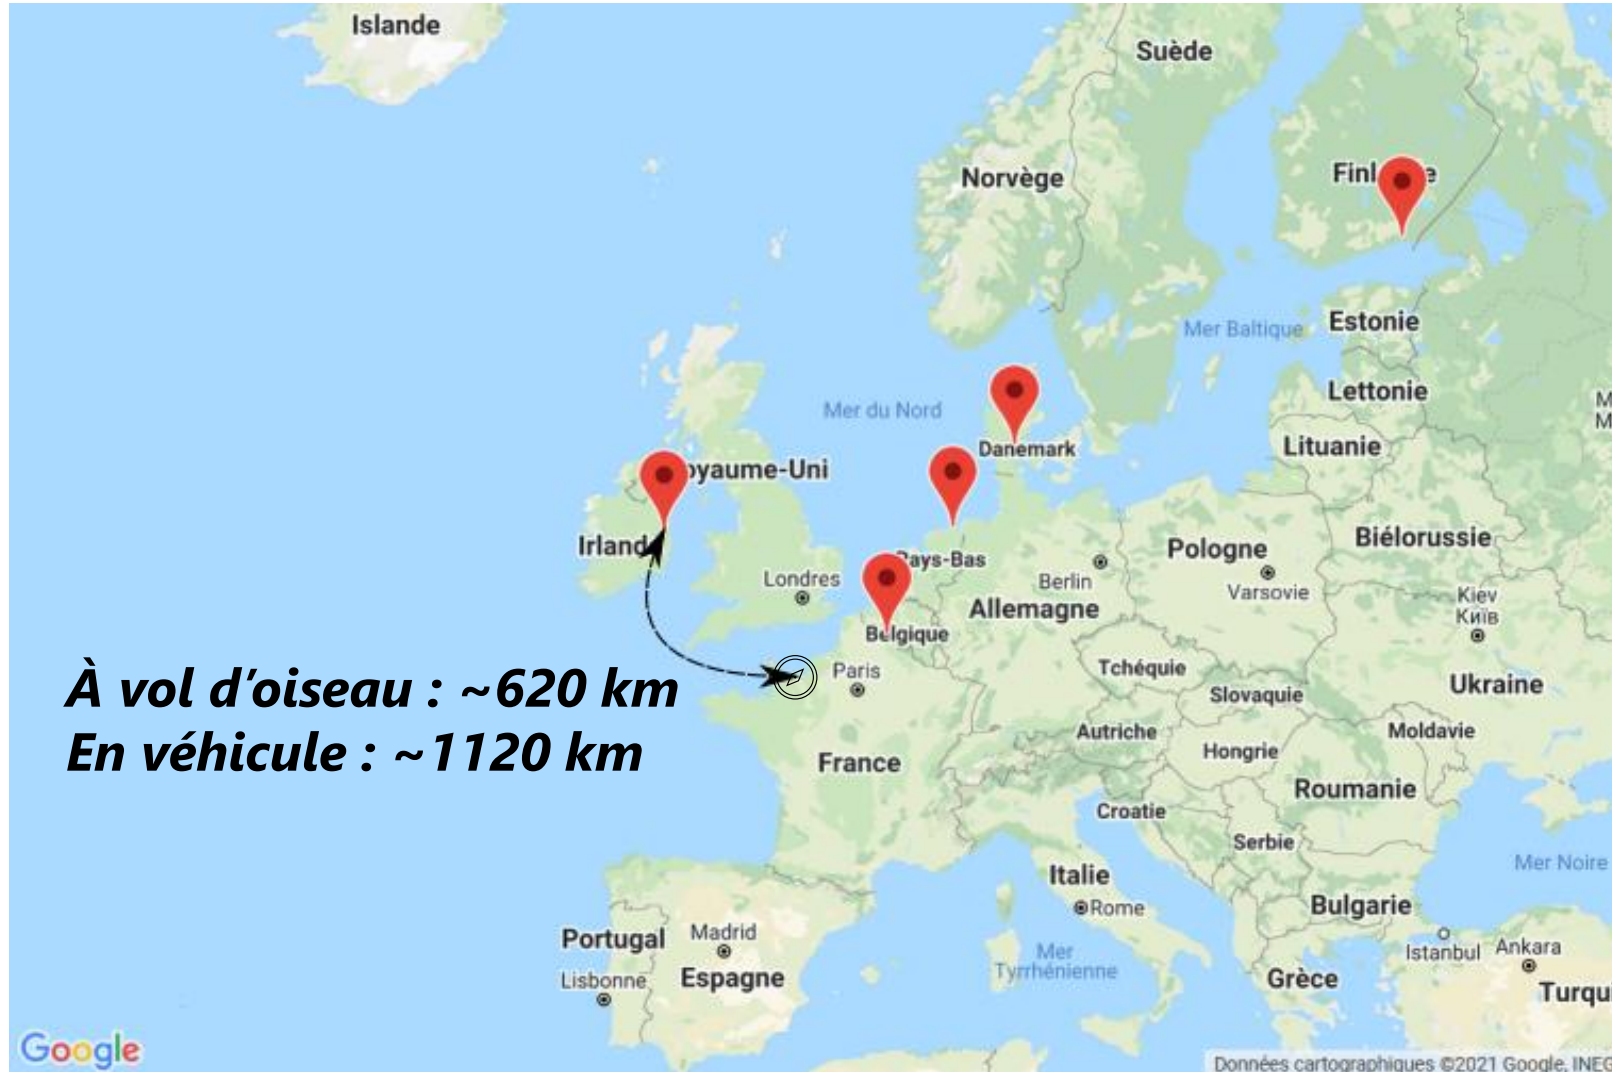 Islande
Suède
Norvège
Finl e
Mer Baltique
Estonie
Lettonie
Mer du Nord
M
M
Danemark
Lituanie
oyaume-Uni
Irland
Pays-Bas
Pologne
Biélorussie
Londres
Berlin
Varsovie
Allemagne
Kiev
Київ
Belgique
À vol d’oiseau : ~620 km
En véhicule : ~1120 km
Paris
Tchéquie
Slovaquie
Ukraine
Autriche
Moldavie
Hongrie
France
Roumanie
Croatie
Serbie
Mer Noire
Italie
Rome
Bulgarie
Portugal
Madrid
Lisbonne
Espagne
Mer
Tyrrhénienne
Istanbul
Ankara
Grèce
Turqu
Google
Données cartographiques ©2021 Google, INEG